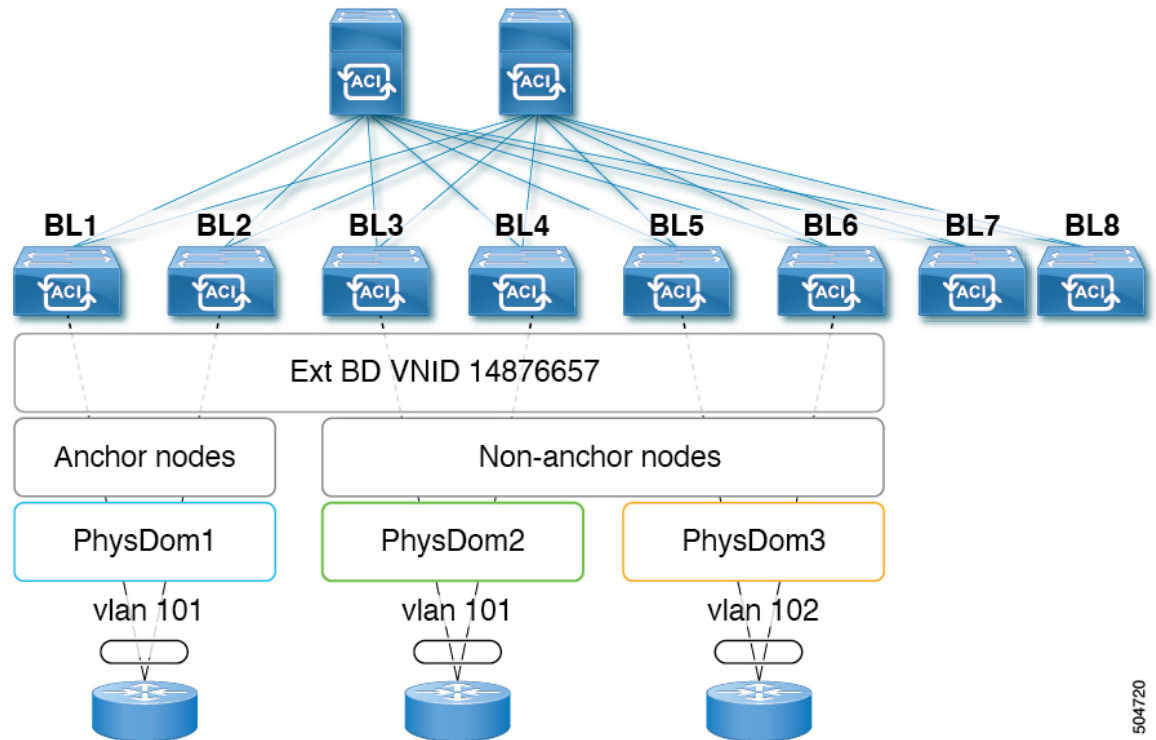 ACI ACI
BL1 BL2 BL3 BL4 BL5 BL6 BL7 BL8
ACI ACI ACI ACI ACI ACI ACI ACI
Ext BD VNID 14876657
Anchor nodes Non-anchor nodes
PhysDom1 PhysDom2 PhysDom3
vlan 101 vlan 101 vlan 102
504720